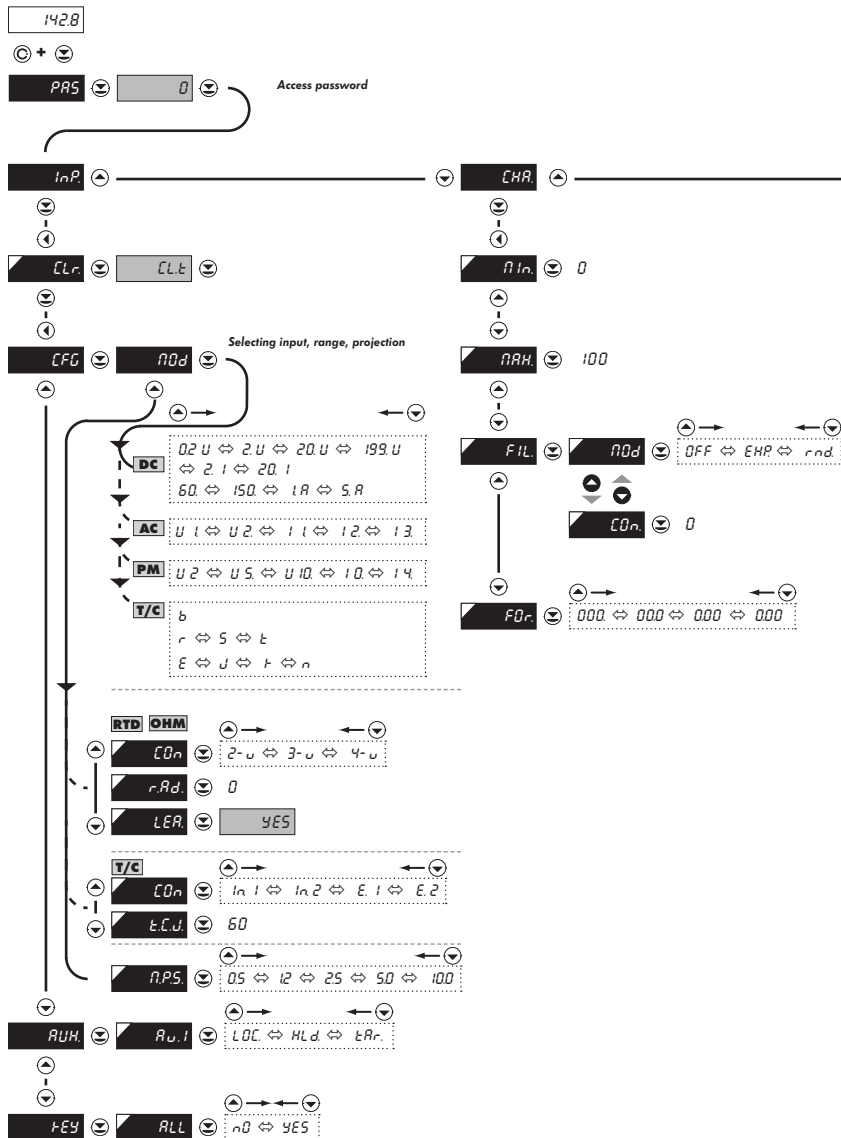 142.8
©+
PAS 0 Access password
InP. CHA.
CLr. CL.t MIn. 0
CFG MOd Selecting input, range, projection MAX. 100
0.2 U ⇔ 2. U ⇔ 20. U ⇔ 199. U
DC ⇔ 2. I ⇔ 20. I
60. ⇔ 150. ⇔ 1. A ⇔ 5. A
FIL. MOd OFF ⇔ EXP. ⇔ rnd.
AC U 1. ⇔ U 2. ⇔ I 1. ⇔ I 2. ⇔ I 3.
COn. 0
PM U 2 ⇔ U 5. ⇔ U 10. ⇔ I 0. ⇔ I 4.
T/C b
r ⇔ S ⇔ t
E ⇔ J ⇔ k ⇔ n
FOr. 000. ⇔ 00.0 ⇔ 0.00 ⇔ 0.00
RTD OHM
COn 2-u ⇔ 3-u ⇔ 4-u
r.Ad. 0
LEA. YES
T/C
COn In. 1 ⇔ In. 2 ⇔ E. 1 ⇔ E. 2
t.C.J. 60
M.P.S. 0.5 ⇔ 1.2 ⇔ 2.5 ⇔ 5.0 ⇔ 10.0
AUX. Au.1 LOC. ⇔ HLd. ⇔ tAr.
kEY ALL nO ⇔ YES